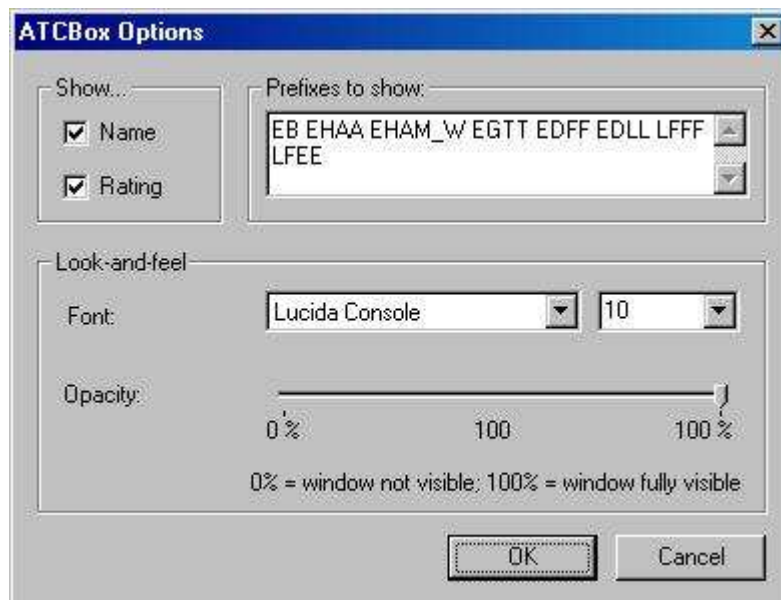 ATCBox Options
Show...
Name
Rating
Prefixes to show:
EB EHAA EHAM_W EGTT EDFF EDLL LFFF
LFEE
Look-and-feel
Font:
Lucida Console
10
Opacity:
0 %
100
100 %
0% = window not visible; 100% = window fully visible
OK
Cancel